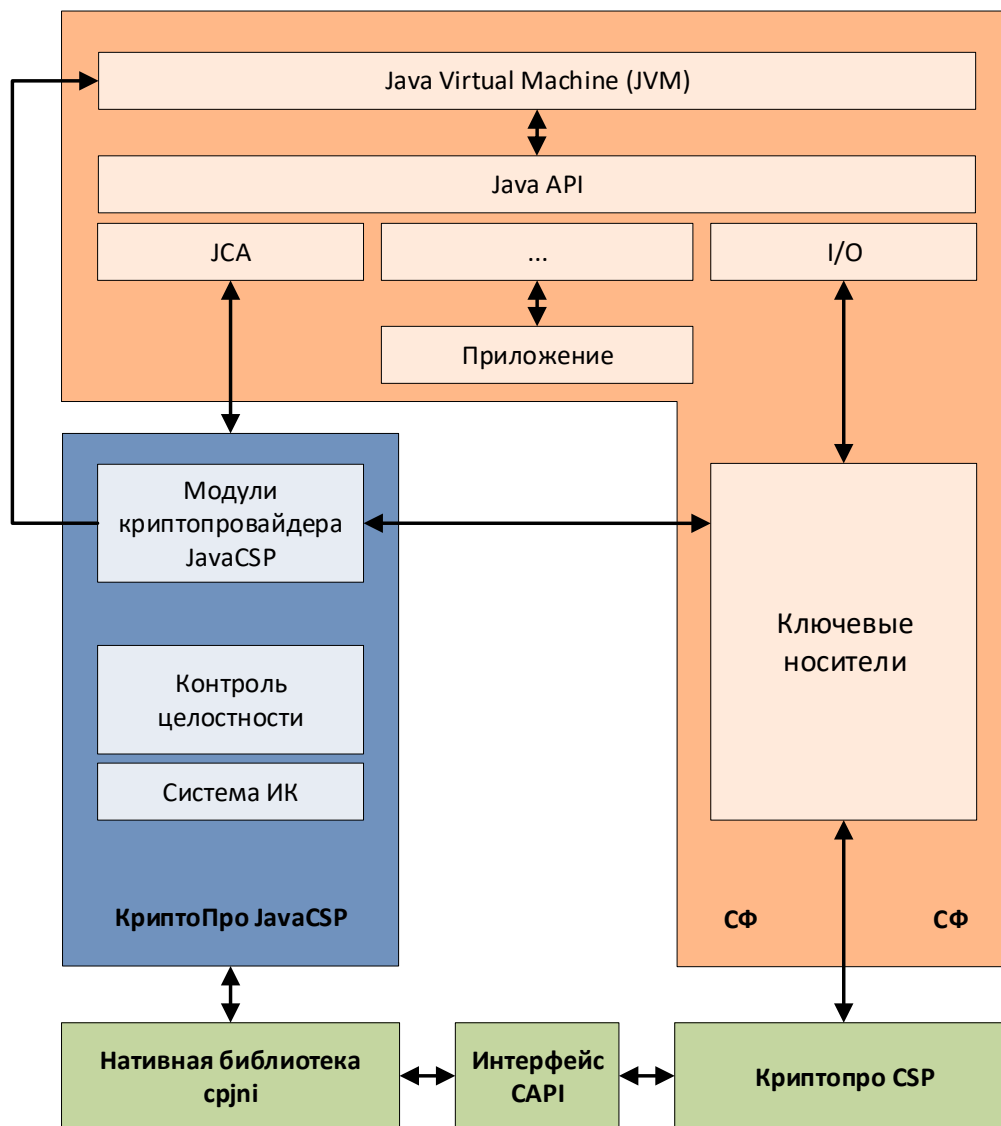 Java Virtual Machine (JVM)
Java API
JCA
...
I/O
Приложение
Модули
криптопровайдера
JavaCSP
Ключевые
носители
Контроль
целостности
Система ИК
КриптоПро JavaCSP
СФ
СФ
Нативная библиотека
cpjni
Интерфейс
CAPI
Криптопро CSP